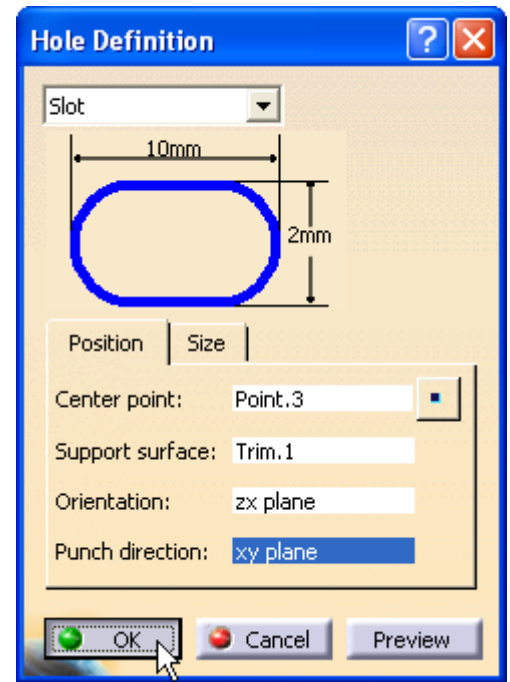 Hole Definition
Slot
10mm
2mm
Position Size
Center point: Point.3
Support surface: Trim.1
Orientation: zx plane
Punch direction: xy plane
OK Cancel Preview